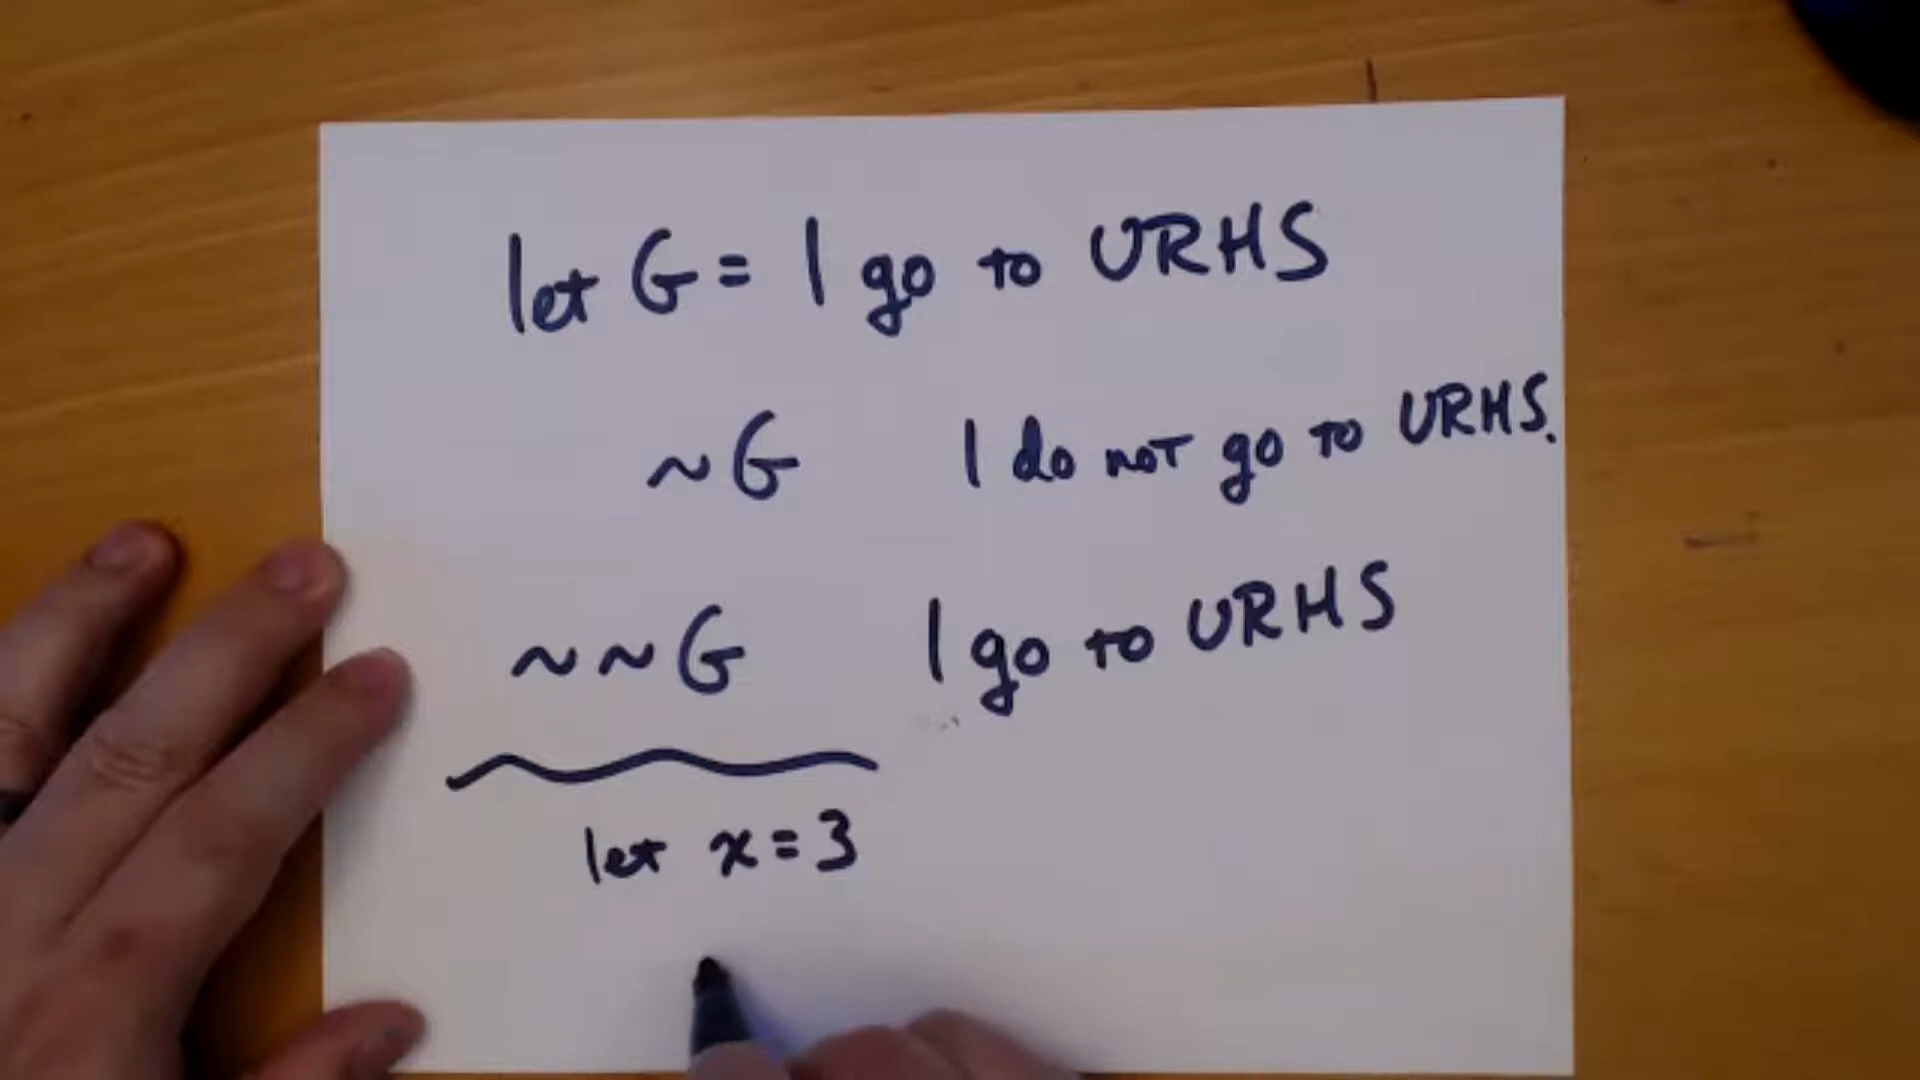 let G = I go to URHS
~G I do not go to URHS.
~~G I go to URHS
let x = 3